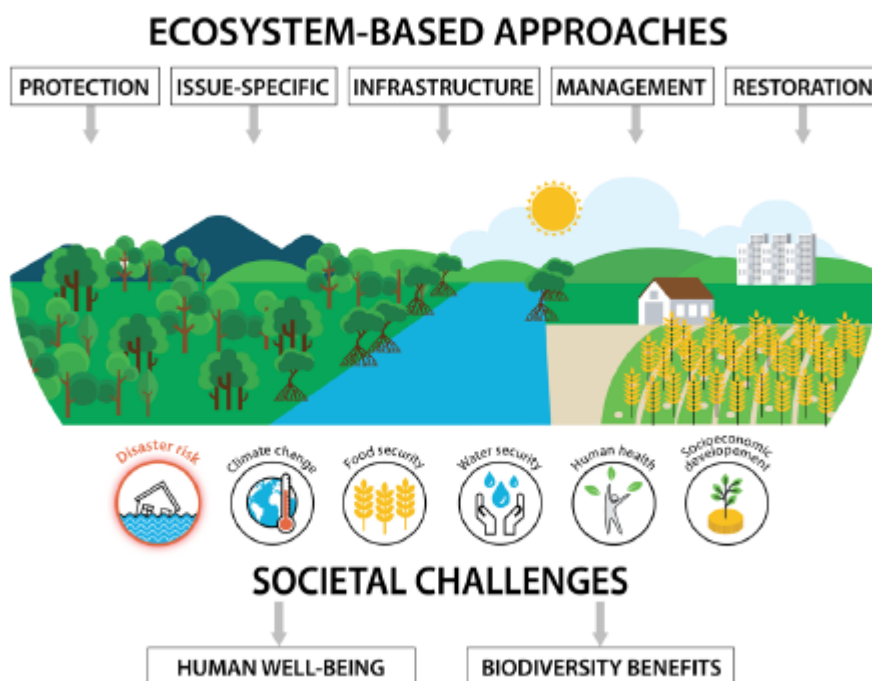 ECOSYSTEM-BASED APPROACHES
PROTECTION
ISSUE-SPECIFIC
INFRASTRUCTURE
MANAGEMENT
RESTORATION
Disaster risk
Climate change
Food security
Water security
Human health
Socioeconomic
developement
SOCIETAL CHALLENGES
HUMAN WELL-BEING
BIODIVERSITY BENEFITS